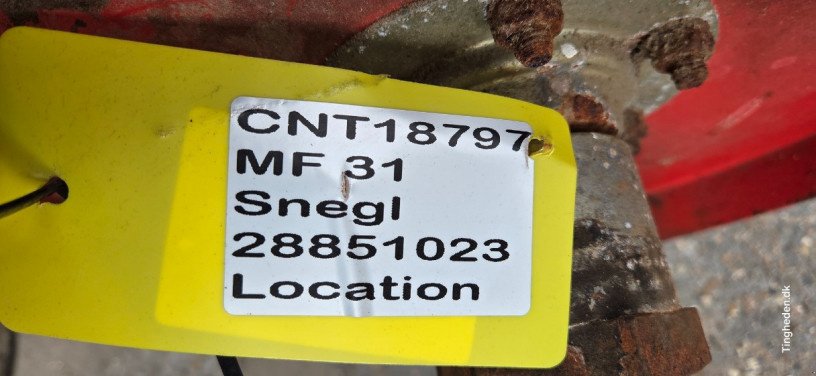 CNT18797
MF 31
Snegl
28851023
Location
Tingheden.dk